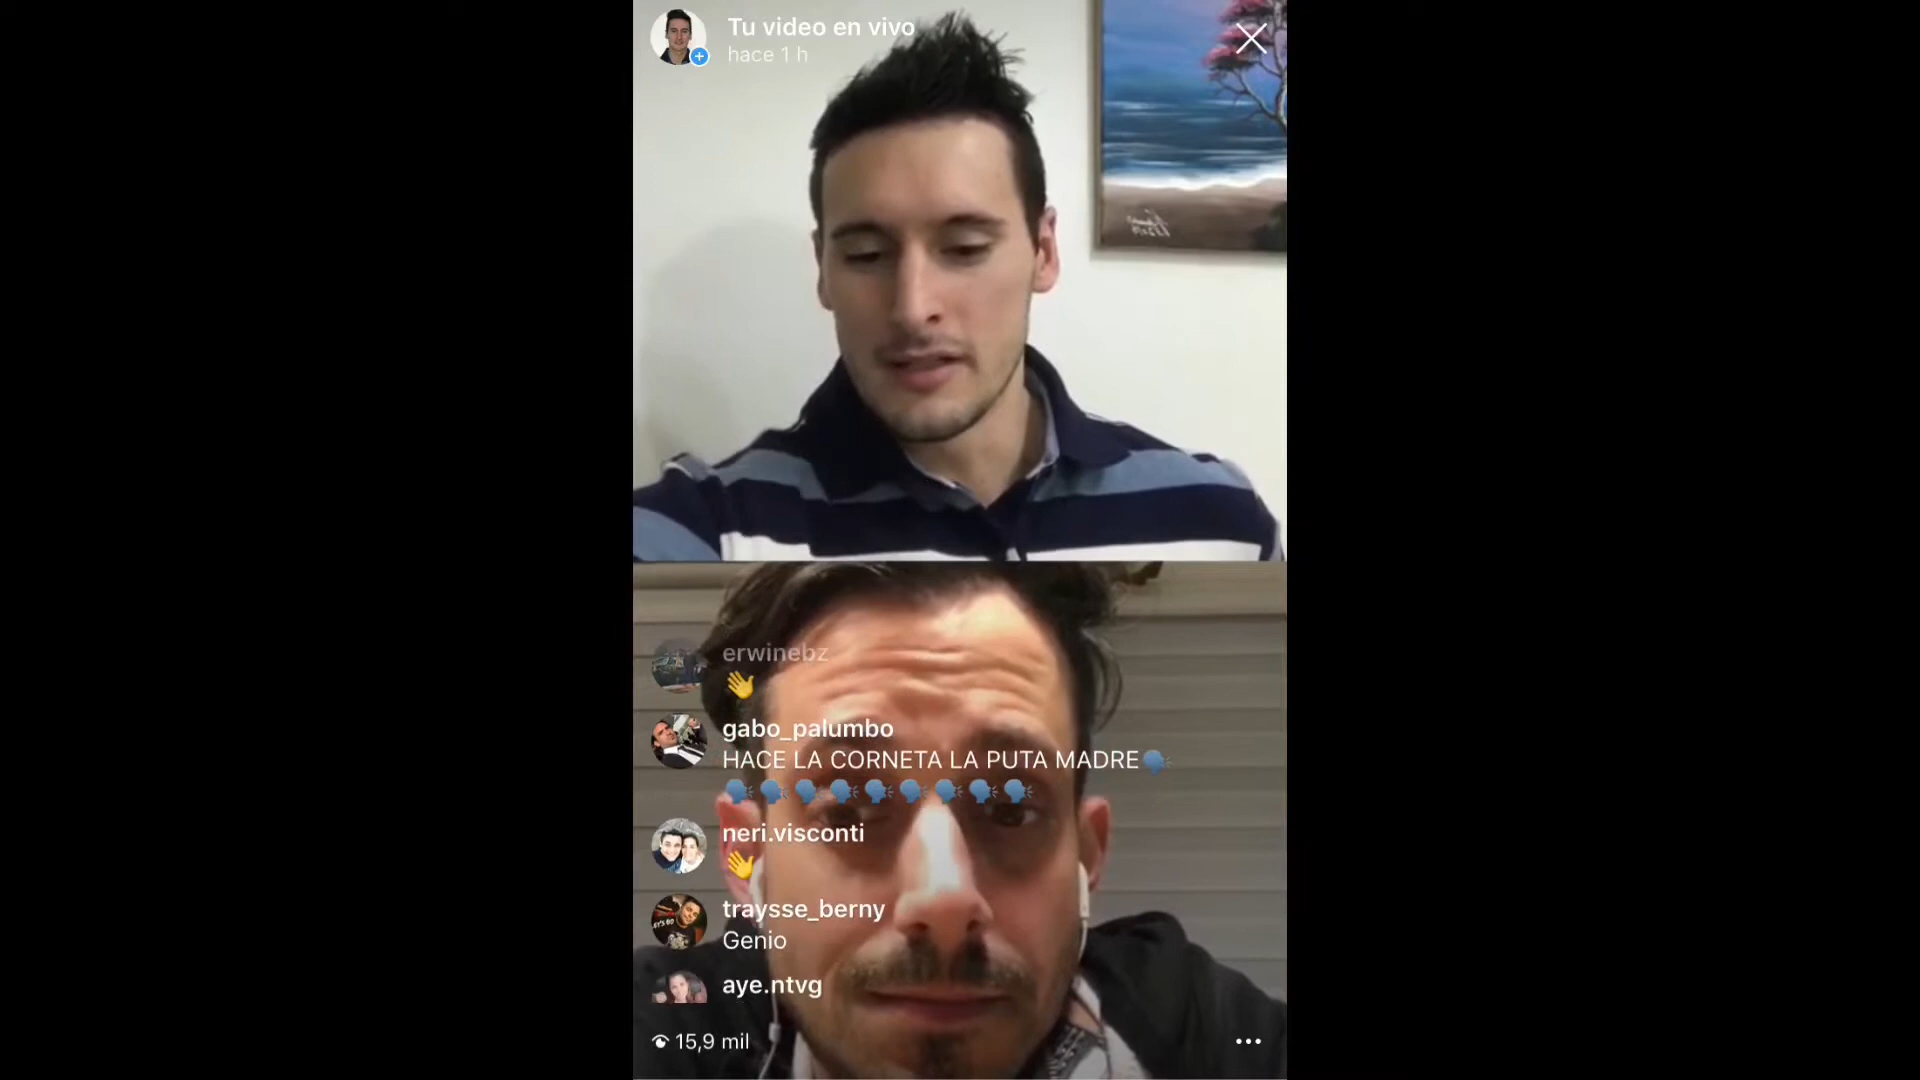 Tu video en vivo
hace 1 h
erwinebz
👋
gabo_palumbo
HACE LA CORNETA LA PUTA MADRE🗣
🗣🗣🗣🗣🗣🗣🗣🗣🗣
neri.visconti
👋
traysse_berny
Genio
aye.ntvg
15,9 mil